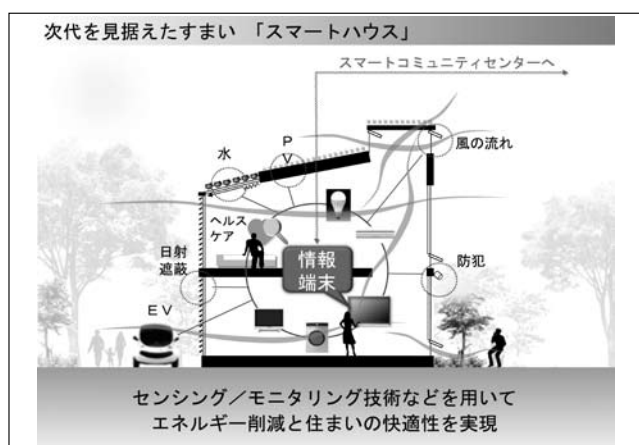 次代を見据えたすまい 「スマートハウス」
スマートコミュニティセンターへ
風の流れ
水
PV
ヘルス
ケア
日射
遮蔽
情報
端末
防犯
EV
センシング／モニタリング技術などを用いて
エネルギー削減と住まいの快適性を実現